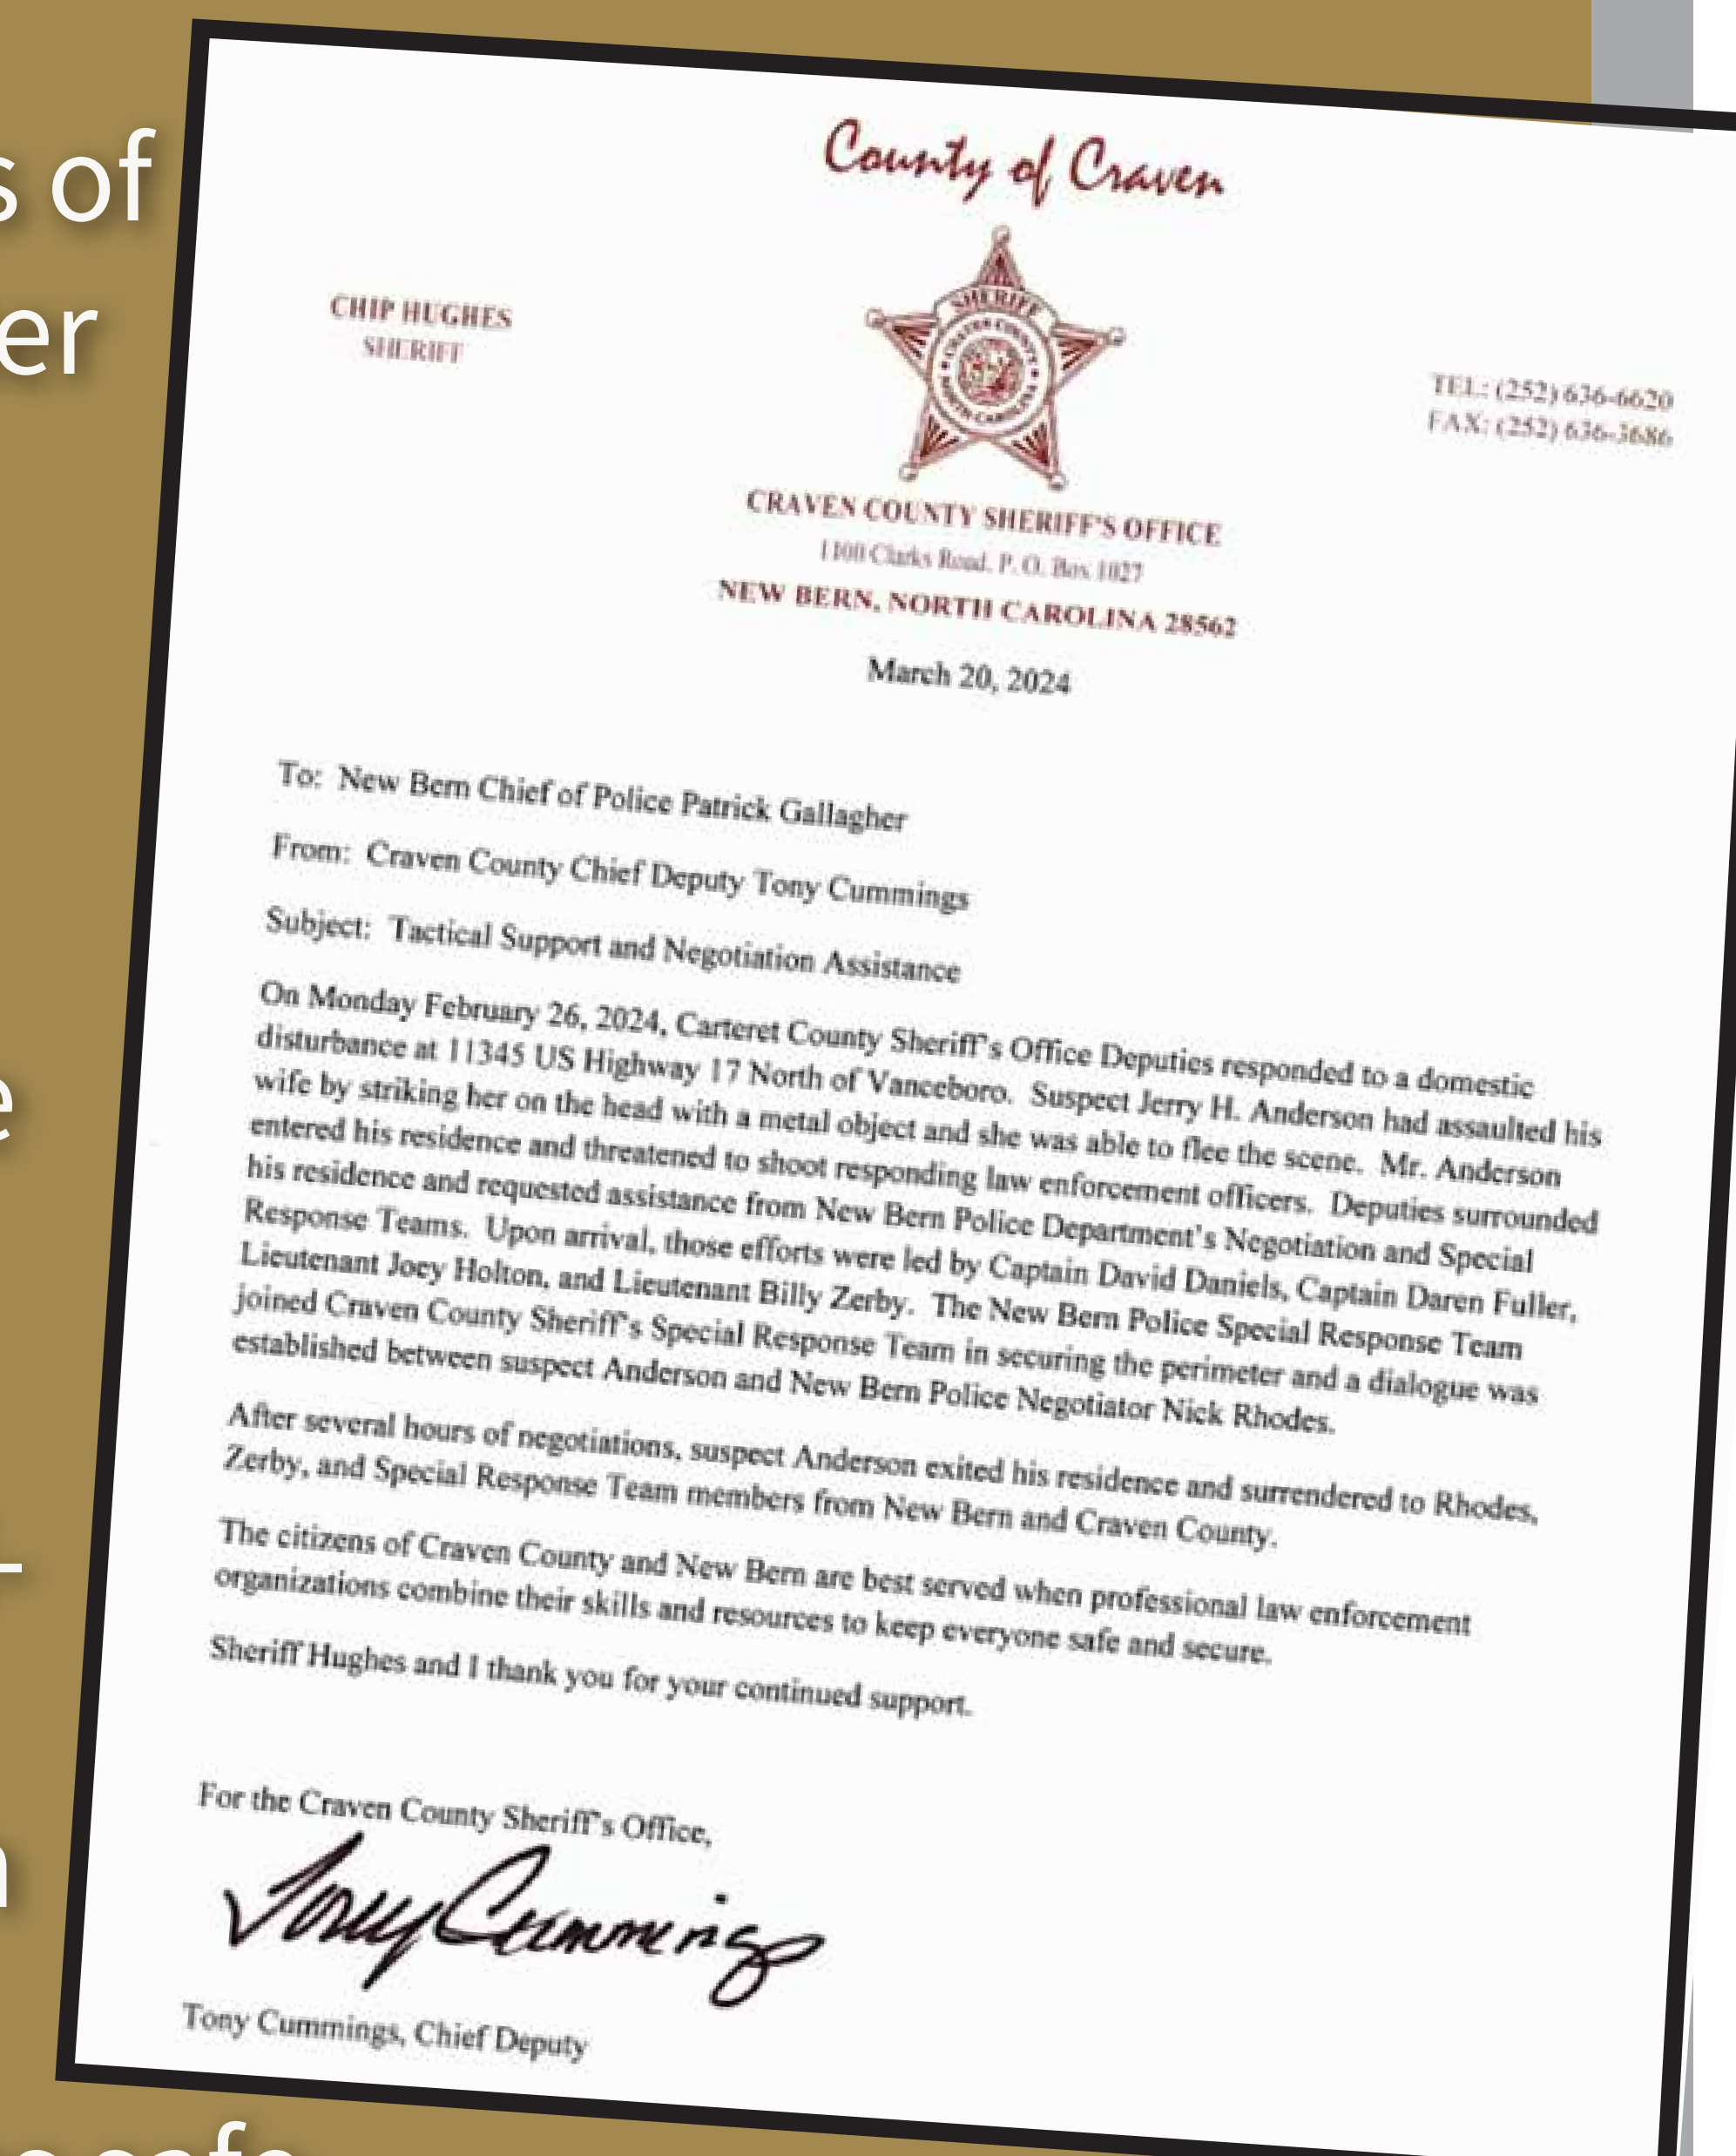 s of
er
e
n
safe
County of Craven
CHIP HUGHES
SHERIFF
SHERIFF
CRAVEN COUNTY
NORTH CAROLINA
TEL: (252) 636-6620
FAX: (252) 636-3686
CRAVEN COUNTY SHERIFF'S OFFICE
1100 Clarks Road, P. O. Box 1027
NEW BERN, NORTH CAROLINA 28562
March 20, 2024
To: New Bern Chief of Police Patrick Gallagher
From: Craven County Chief Deputy Tony Cummings
Subject: Tactical Support and Negotiation Assistance
On Monday February 26, 2024, Carteret County Sheriff's Office Deputies responded to a domestic
disturbance at 11345 US Highway 17 North of Vanceboro. Suspect Jerry H. Anderson had assaulted his
wife by striking her on the head with a metal object and she was able to flee the scene. Mr. Anderson
entered his residence and threatened to shoot responding law enforcement officers. Deputies surrounded
his residence and requested assistance from New Bern Police Department's Negotiation and Special
Response Teams. Upon arrival, those efforts were led by Captain David Daniels, Captain Daren Fuller,
Lieutenant Joey Holton, and Lieutenant Billy Zerby. The New Bern Police Special Response Team
joined Craven County Sheriff's Special Response Team in securing the perimeter and a dialogue was
established between suspect Anderson and New Bern Police Negotiator Nick Rhodes.
After several hours of negotiations, suspect Anderson exited his residence and surrendered to Rhodes,
Zerby, and Special Response Team members from New Bern and Craven County.
The citizens of Craven County and New Bern are best served when professional law enforcement
organizations combine their skills and resources to keep everyone safe and secure.
Sheriff Hughes and I thank you for your continued support.
For the Craven County Sheriff's Office,
Tony Cummings
Tony Cummings, Chief Deputy